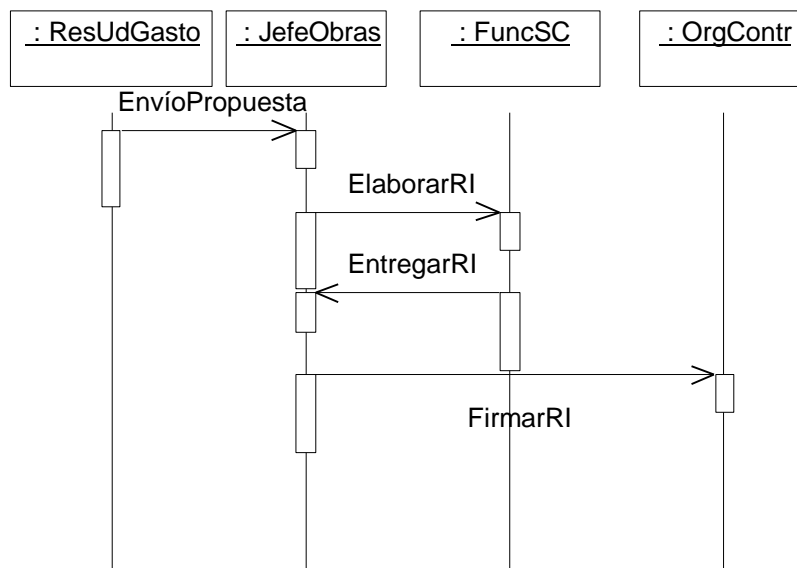 : ResUdGasto
: JefeObras
: FuncSC
: OrgContr
EnvíoPropuesta
ElaborarRI
EntregarRI
FirmarRI